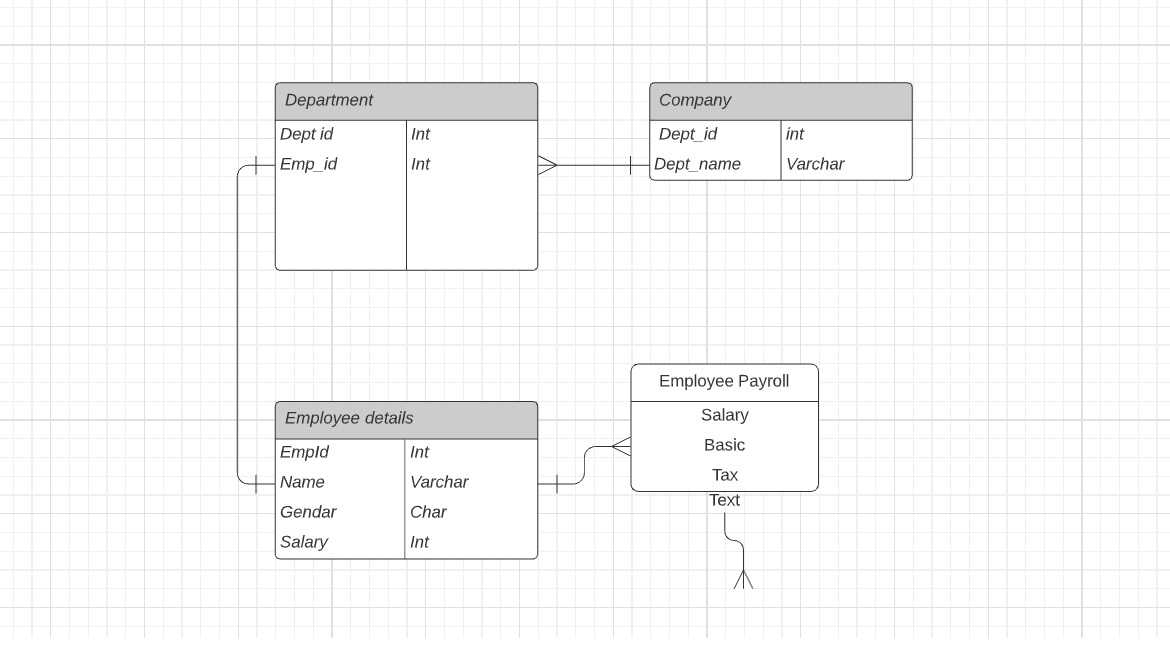 Department
Dept id Int
Emp_id Int
Company
Dept_id int
Dept_name Varchar
Employee details
EmpId Int
Name Varchar
Gendar Char
Salary Int
Employee Payroll
Salary
Basic
Tax
Text